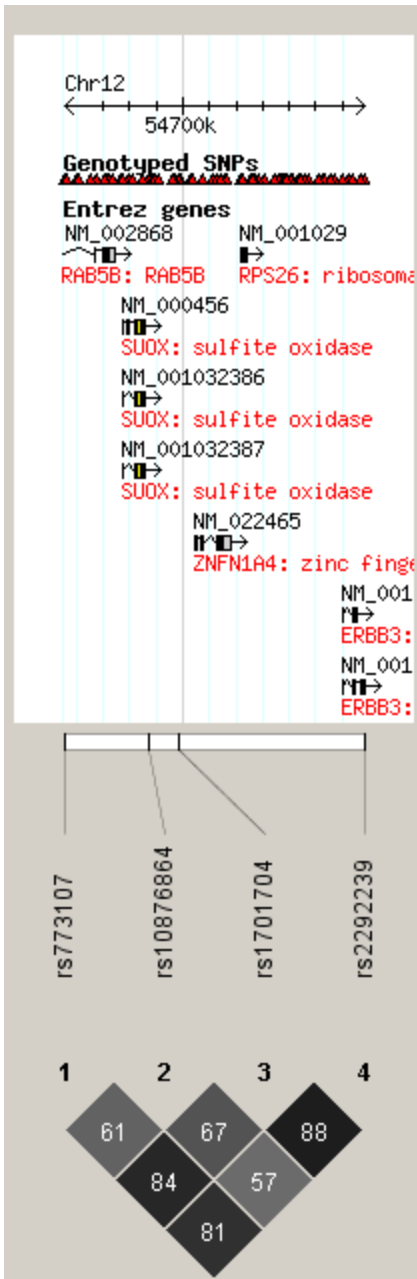 Chr12
54700k
Genotyped SNPs
Entrez genes
NM_002868 NM_001029
RAB5B: RAB5B RPS26: ribosoma
NM_000456
SUOX: sulfite oxidase
NM_001032386
SUOX: sulfite oxidase
NM_001032387
SUOX: sulfite oxidase
NM_022465
ZNFN1A4: zinc finge
NM_001
ERBB3:
NM_001
ERBB3:
rs773107 rs10876864 rs1701704 rs2292239
1 2 3 4
61 67 88
84 57
81